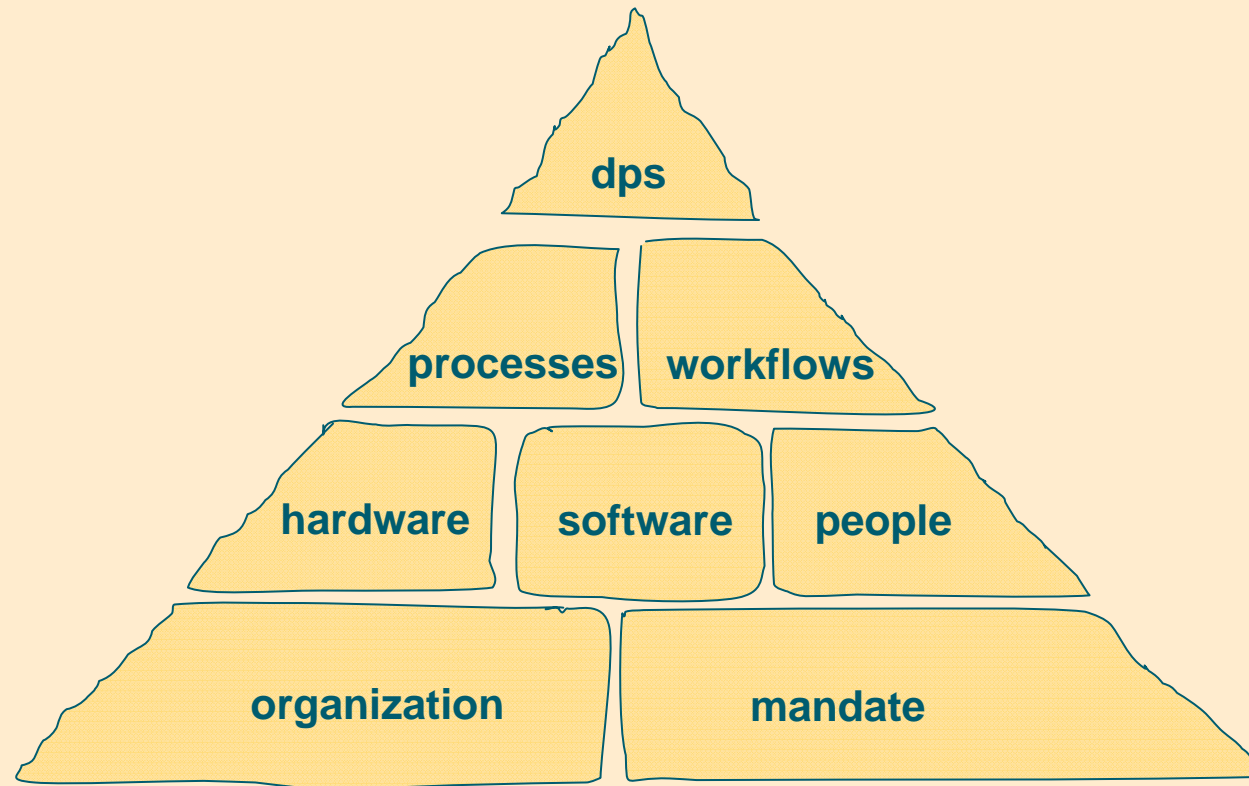 dps
processes workflows
hardware software people
organization mandate